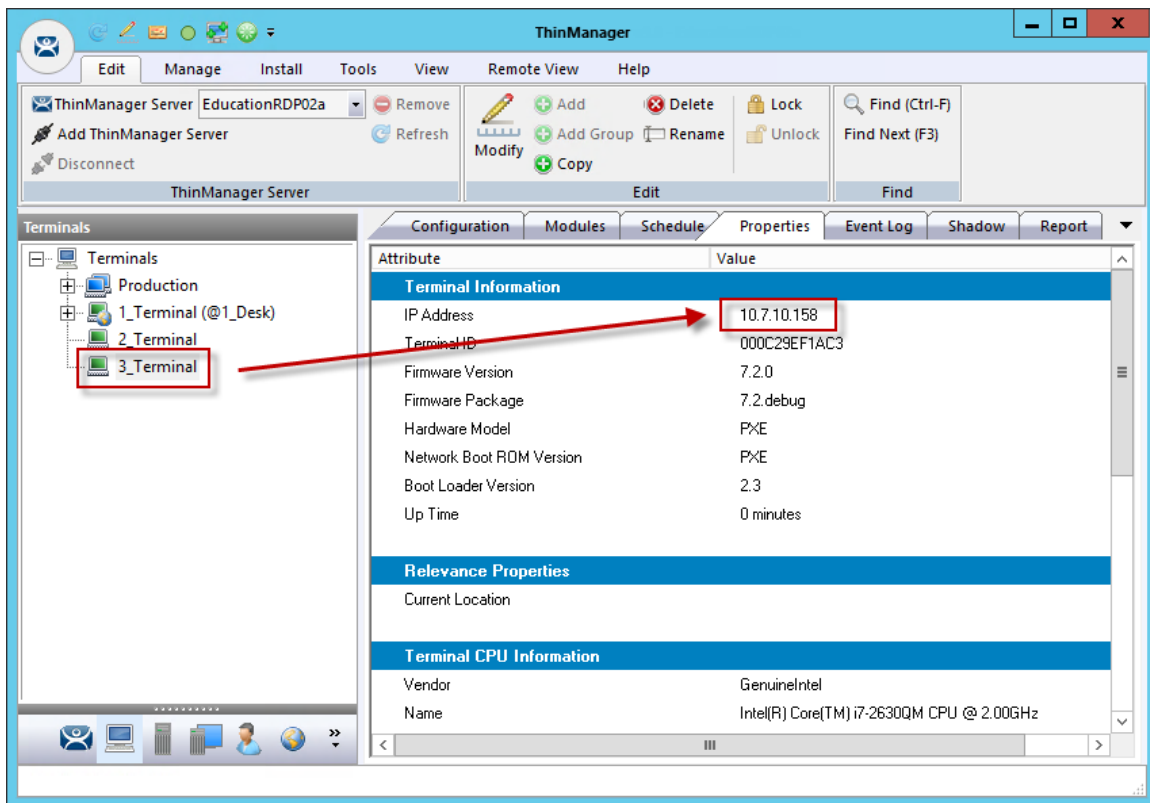 ThinManager
Edit Manage Install Tools View Remote View Help
ThinManager Server EducationRDP02a Remove Add Delete Lock Find (Ctrl-F)
Add ThinManager Server Refresh Modify Add Group Rename Unlock Find Next (F3)
Disconnect Copy
ThinManager Server Edit Find
Terminals
Configuration Modules Schedule Properties Event Log Shadow Report
Terminals
Production
1_Terminal (@1_Desk)
2_Terminal
3_Terminal
Attribute Value
Terminal Information
IP Address 10.7.10.158
Terminal ID 000C29EF1AC3
Firmware Version 7.2.0
Firmware Package 7.2.debug
Hardware Model PXE
Network Boot ROM Version PXE
Boot Loader Version 2.3
Up Time 0 minutes
Relevance Properties
Current Location
Terminal CPU Information
Vendor GenuineIntel
Name Intel(R) Core(TM) i7-2630QM CPU @ 2.00GHz